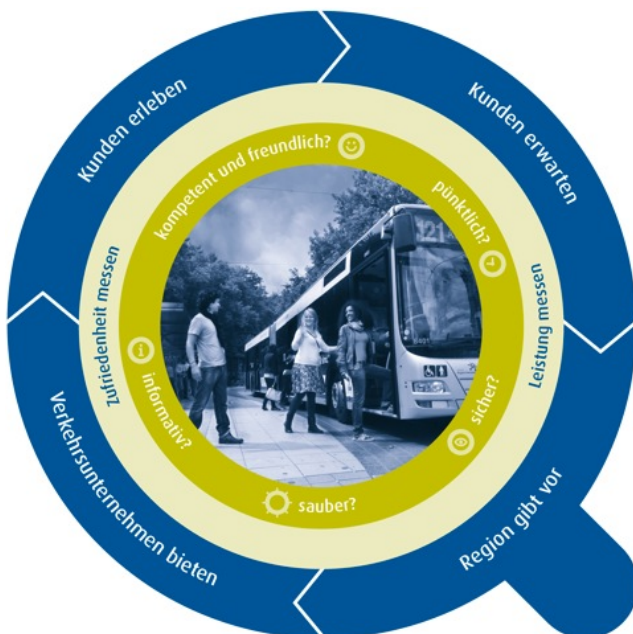 Kunden erleben
Kunden erwarten
Region gibt vor
Verkehrsunternehmen bieten
Zufriedenheit messen
Leistung messen
kompetent und freundlich?
pünktlich?
sicher?
sauber?
informativ?
121